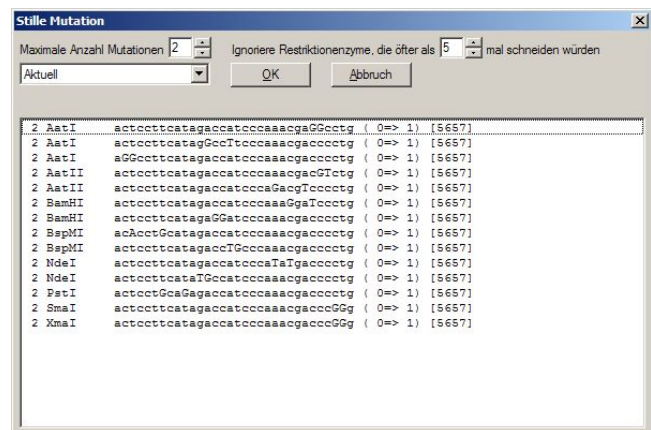 Stille Mutation
Maximale Anzahl Mutationen 2 Ignoriere Restriktionenzyme, die öfter als 5 mal schneiden würden
Aktuell OK Abbruch
2 AatI actccttcatagaccatcccaaacgaGGcctg ( 0=> 1) [5657]
2 AatI actccttcatagGccTtcccaaacgacccctg ( 0=> 1) [5657]
2 AatI aGGccttcatagaccatcccaaacgacccctg ( 0=> 1) [5657]
2 AatII actccttcatagaccatcccaaacgacGTctg ( 0=> 1) [5657]
2 AatII actccttcatagaccatcccaGacgTcccctg ( 0=> 1) [5657]
2 BamHI actccttcatagaccatcccaaaGgaTccctg ( 0=> 1) [5657]
2 BamHI actccttcatagaGGatcccaaacgacccctg ( 0=> 1) [5657]
2 BspMI acAcctGcatagaccatcccaaacgacccctg ( 0=> 1) [5657]
2 BspMI actccttcatagaccTGcccaaacgacccctg ( 0=> 1) [5657]
2 NdeI actccttcatagaccatcccaTaTgacccctg ( 0=> 1) [5657]
2 NdeI actccttcataTGccatcccaaacgacccctg ( 0=> 1) [5657]
2 PstI actcctGcaGagaccatcccaaacgacccctg ( 0=> 1) [5657]
2 SmaI actccttcatagaccatcccaaacgacccGGg ( 0=> 1) [5657]
2 XmaI actccttcatagaccatcccaaacgacccGGg ( 0=> 1) [5657]